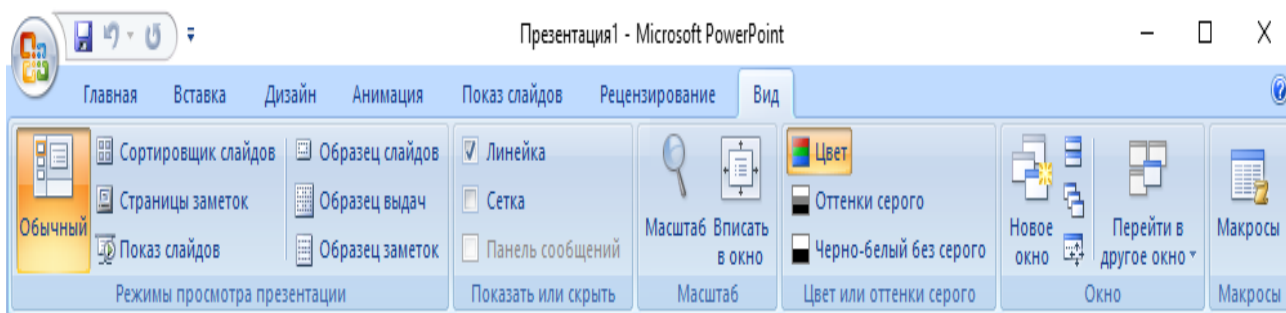 Презентация1 - Microsoft PowerPoint
Главная Вставка Дизайн Анимация Показ слайдов Рецензирование Вид
Обычный
Сортировщик слайдов
Страницы заметок
Показ слайдов
Образец слайдов
Образец выдач
Образец заметок
Режимы просмотра презентации
Линейка
Сетка
Панель сообщений
Показать или скрыть
Масштаб
Вписать
в окно
Масштаб
Цвет
Оттенки серого
Черно-белый без серого
Цвет или оттенки серого
Новое
окно
Перейти в
другое окно
Окно
Макросы
Макросы